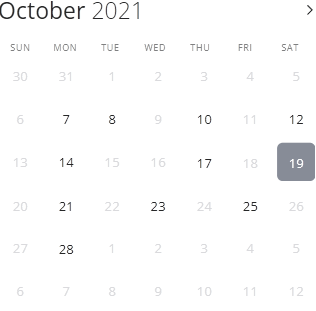 October 2021 >
SUN MON TUE WED THU FRI SAT
30 31 1 2 3 4 5
6 7 8 9 10 11 12
13 14 15 16 17 18 19
20 21 22 23 24 25 26
27 28 1 2 3 4 5
6 7 8 9 10 11 12